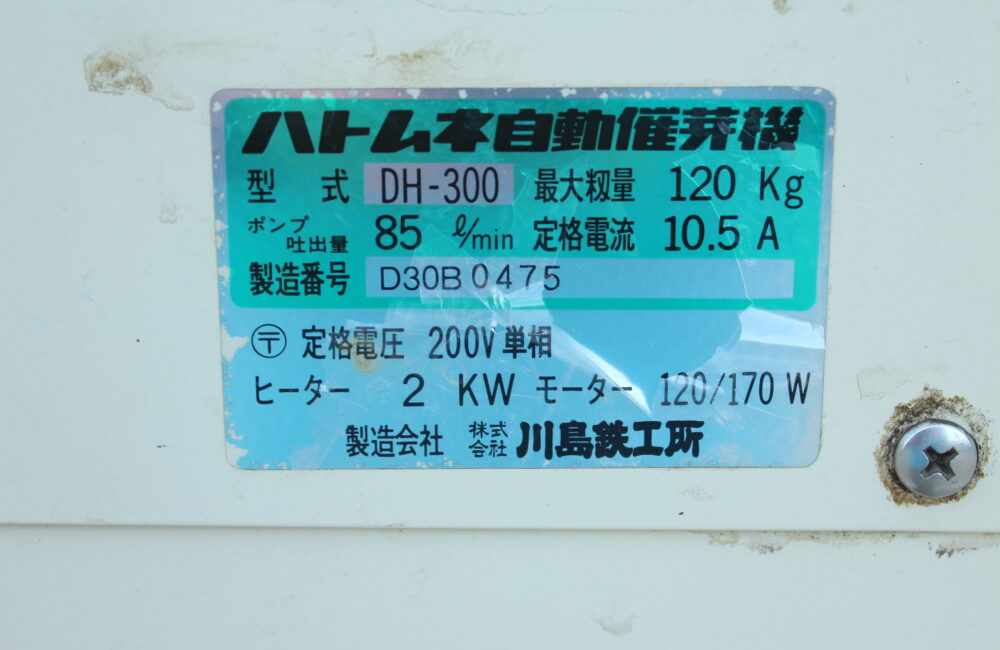 ハトムネ自動催芽機
型式 DH-300 最大籾量 120 Kg
ポンプ吐出量 85 ℓ/min 定格電流 10.5 A
製造番号 D30B0475
〶 定格電圧 200V 単相
ヒーター 2 KW モーター 120/170 W
製造会社 株式会社 川島鉄工所